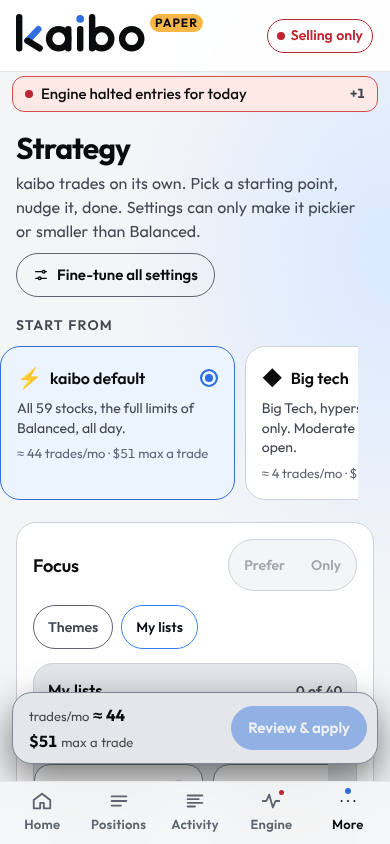 kaibo PAPER
Selling only
Engine halted entries for today +1
Strategy
kaibo trades on its own. Pick a starting point,
nudge it, done. Settings can only make it pickier
or smaller than Balanced.
Fine-tune all settings
START FROM
kaibo default
All 59 stocks, the full limits of
Balanced, all day.
≈ 44 trades/mo · $51 max a trade
Big tech
Big Tech, hypers
only. Moderate
open.
≈ 4 trades/mo · $
Focus
Prefer Only
Themes My lists
My lists 0 of 40
trades/mo ≈ 44
$51 max a trade
Review & apply
Home Positions Activity Engine More